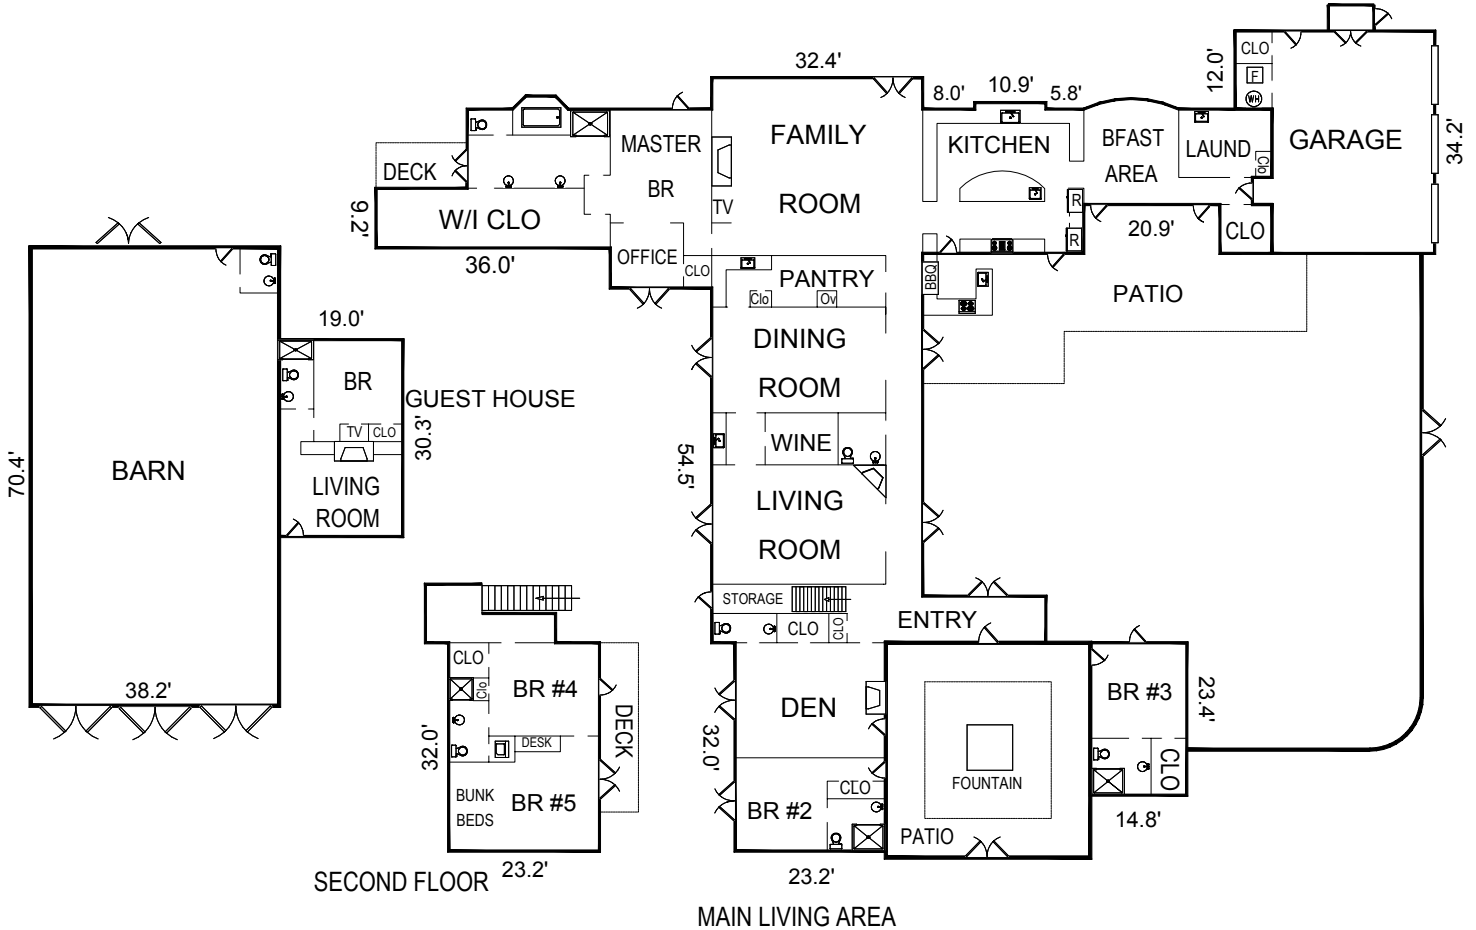 32.4'
12.0'
CLO
F
WH
GARAGE
34.2'
8.0'
10.9'
5.8'
FAMILY
ROOM
KITCHEN
BFAST
AREA
LAUND
Clo
MASTER
BR
DECK
W/I CLO
9.2'
36.0'
TV
R
R
20.9'
CLO
OFFICE
CLO
PANTRY
Clo
Ov
BBQ
PATIO
DINING
ROOM
WINE
LIVING
ROOM
54.5'
STORAGE
CLO
CLO
ENTRY
DEN
32.0'
BR #2
CLO
23.2'
PATIO
FOUNTAIN
BR #3
23.4'
CLO
14.8'
MAIN LIVING AREA
BARN
70.4'
38.2'
19.0'
BR
GUEST HOUSE
TV
CLO
30.3'
LIVING
ROOM
CLO
Clo
BR #4
DESK
DECK
32.0'
BUNK
BEDS
BR #5
23.2'
SECOND FLOOR